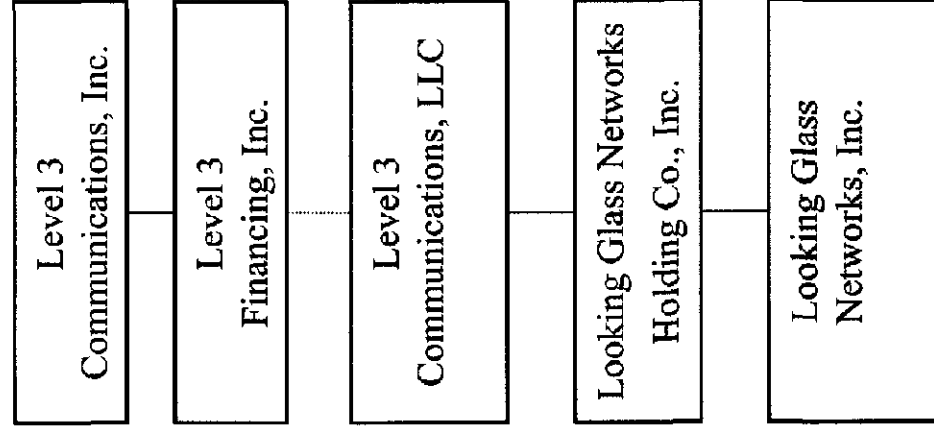 Level 3
Communications, Inc.
Level 3
Financing, Inc.
Level 3
Communications, LLC
Looking Glass Networks
Holding Co., Inc.
Looking Glass
Networks, Inc.